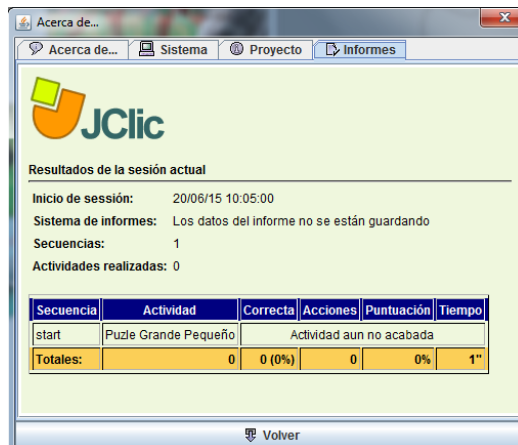 Acerca de...
Acerca de... Sistema Proyecto Informes
JClic
Resultados de la sesión actual
Inicio de sessión: 20/06/15 10:05:00
Sistema de informes: Los datos del informe no se están guardando
Secuencias: 1
Actividades realizadas: 0
Secuencia Actividad Correcta Acciones Puntuación Tiempo
start Puzle Grande Pequeño Actividad aun no acabada
Totales: 0 0 (0%) 0 0% 1"
Volver